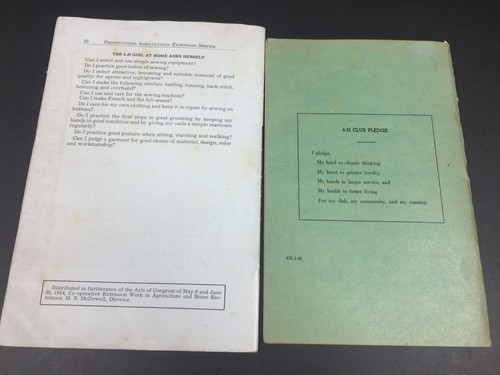 22 Pennsylvania Agricultural Extension Service
THE 4-H GIRL AT HOME ASKS HERSELF
Can I select and use simple sewing equipment?
Do I practice good habits of sewing?
Do I select attractive, becoming and suitable material of good
quality for aprons and nightgowns?
Can I make the following stitches: basting, running, back stitch,
hemming and overhand?
Can I use and care for the sewing machine?
Can I make French and flat fell seams?
Do I care for my own clothing and keep it in repair by sewing on
buttons?
Do I practice the first steps in good grooming by keeping my
hands in good condition and by giving my nails a simple manicure
regularly?
Do I practice good posture when sitting, standing and walking?
Can I judge a garment for good choice of material, design, color
and workmanship?
Distributed in furtherance of the Acts of Congress of May 8 and June
30, 1914. Co-operative Extension Work in Agriculture and Home Eco-
nomics, M. S. McDowell, Director.
4-H CLUB PLEDGE
I pledge,
My head to clearer thinking
My heart to greater loyalty,
My hands to larger service, and
My health to better living
For my club, my community, and my country.